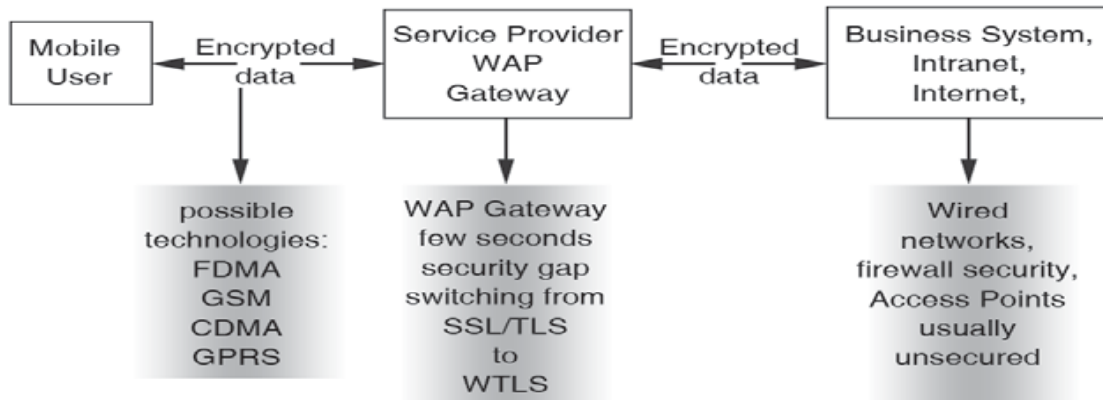 Mobile
User
Encrypted
data
Service Provider
WAP
Gateway
Encrypted
data
Business System,
Intranet,
Internet,
possible
technologies:
FDMA
GSM
CDMA
GPRS
WAP Gateway
few seconds
security gap
switching from
SSL/TLS
to
WTLS
Wired
networks,
firewall security,
Access Points
usually
unsecured